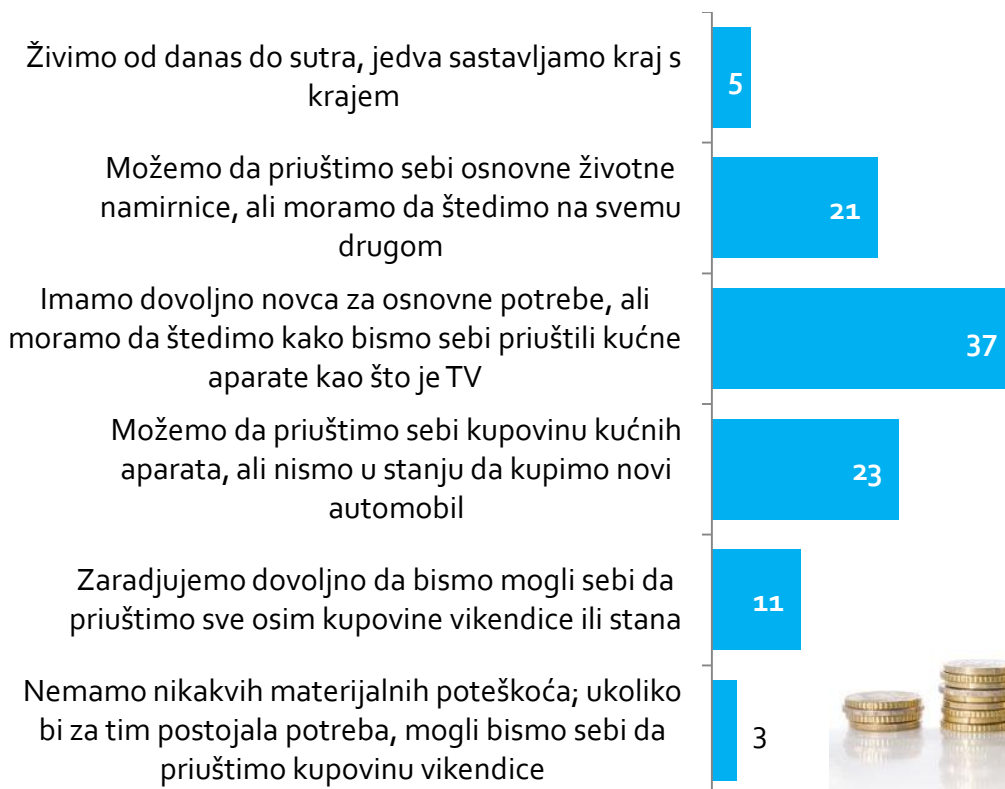 Živimo od danas do sutra, jedva sastavljamo kraj s
krajem
5
Možemo da priuštimo sebi osnovne životne
namirnice, ali moramo da štedimo na svemu
drugom
21
Imamo dovoljno novca za osnovne potrebe, ali
moramo da štedimo kako bismo sebi priuštili kućne
aparate kao što je TV
37
Možemo da priuštimo sebi kupovinu kućnih
aparata, ali nismo u stanju da kupimo novi
automobil
23
Zaradjujemo dovoljno da bismo mogli sebi da
priuštimo sve osim kupovine vikendice ili stana
11
Nemamo nikakvih materijalnih poteškoća; ukoliko
bi za tim postojala potreba, mogli bismo sebi da
priuštimo kupovinu vikendice
3